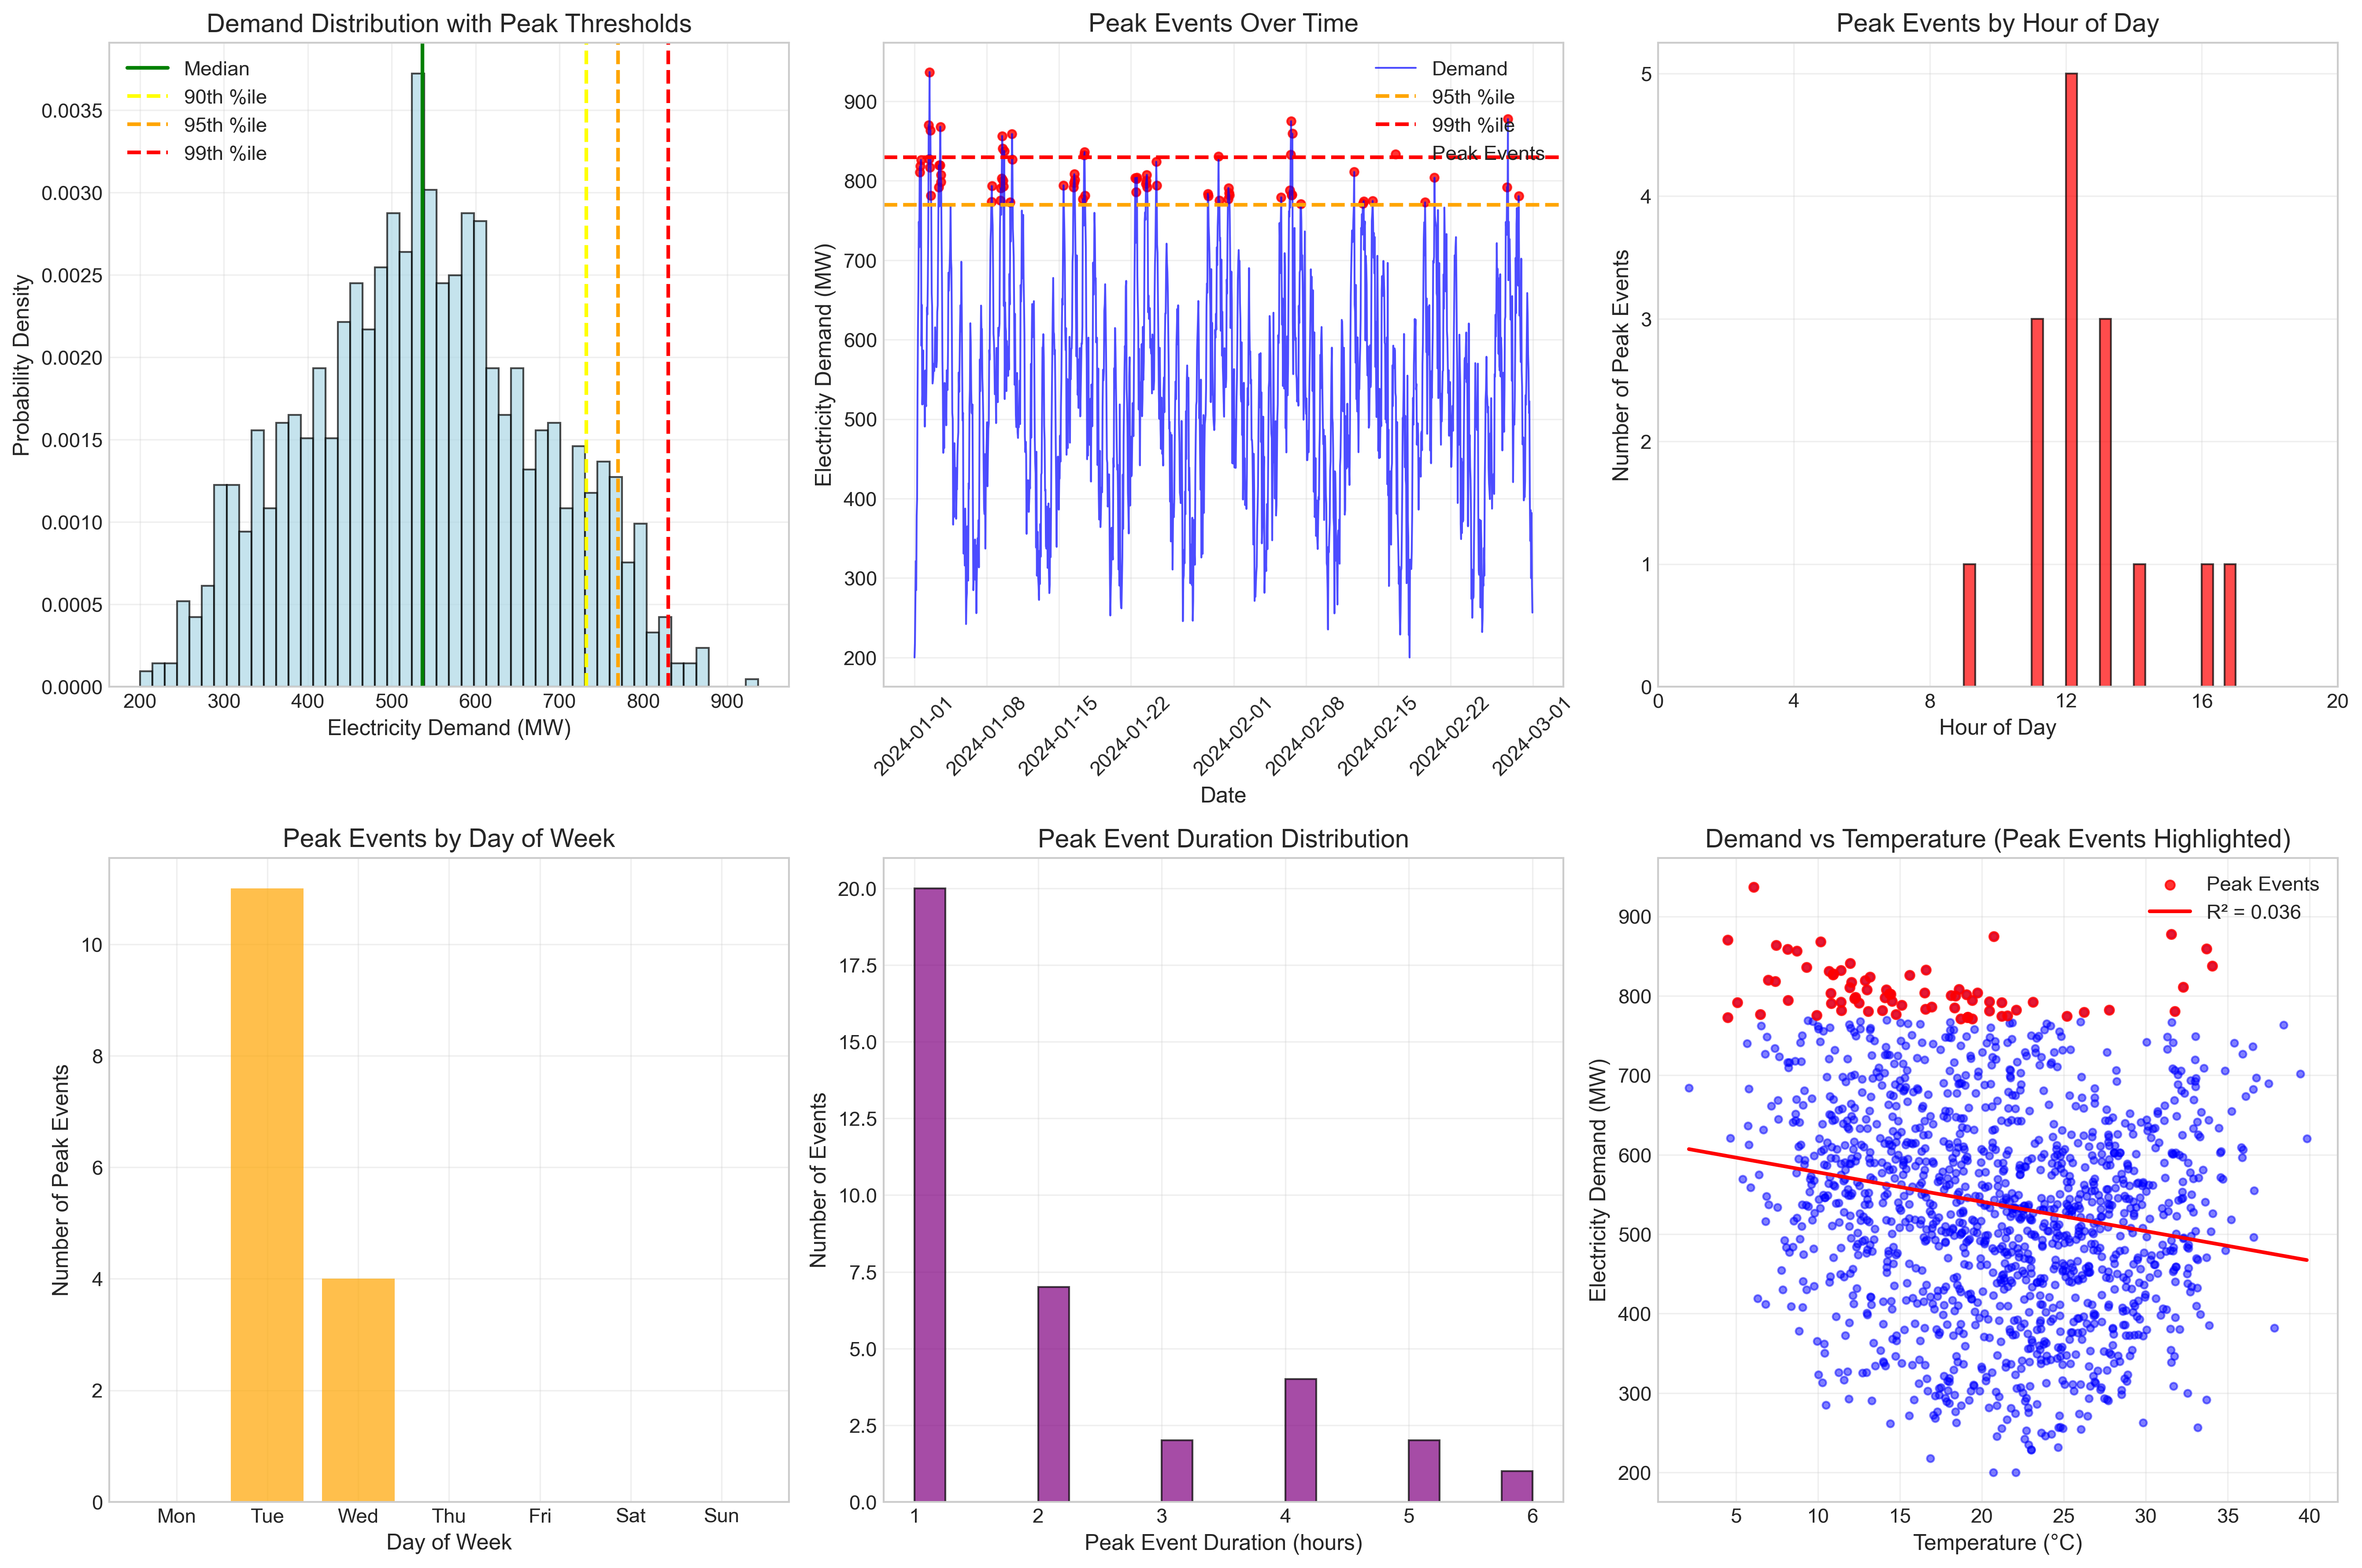 Demand Distribution with Peak Thresholds
Median
90th %ile
95th %ile
99th %ile
Probability Density
0.0035
0.0030
0.0025
0.0020
0.0015
0.0010
0.0005
0.0000
200 300 400 500 600 700 800 900
Electricity Demand (MW)
Peak Events Over Time
Demand
95th %ile
99th %ile
Peak Events
Electricity Demand (MW)
900
800
700
600
500
400
300
200
2024-01-01 2024-01-08 2024-01-15 2024-01-22 2024-02-01 2024-02-08 2024-02-15 2024-02-22 2024-03-01
Date
Peak Events by Hour of Day
Number of Peak Events
5
4
3
2
1
0
0 4 8 12 16 20
Hour of Day
Peak Events by Day of Week
Number of Peak Events
10
8
6
4
2
0
Mon Tue Wed Thu Fri Sat Sun
Day of Week
Peak Event Duration Distribution
Number of Events
20.0
17.5
15.0
12.5
10.0
7.5
5.0
2.5
0.0
1 2 3 4 5 6
Peak Event Duration (hours)
Demand vs Temperature (Peak Events Highlighted)
Peak Events
R² = 0.036
Electricity Demand (MW)
900
800
700
600
500
400
300
200
5 10 15 20 25 30 35 40
Temperature (°C)